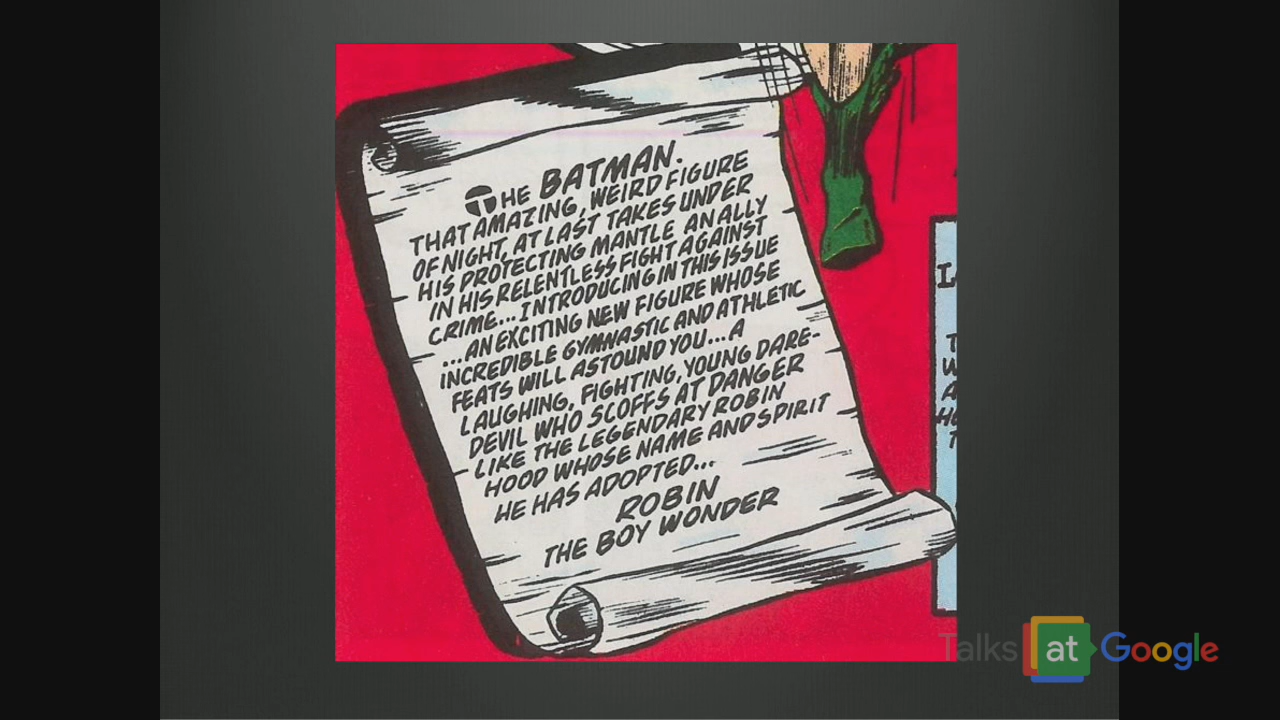 THE BATMAN.
THAT AMAZING, WEIRD FIGURE
OF NIGHT, AT LAST TAKES UNDER
HIS PROTECTING MANTLE AN ALLY
IN HIS RELENTLESS FIGHT AGAINST
CRIME... INTRODUCING IN THIS ISSUE
...AN EXCITING NEW FIGURE WHOSE
INCREDIBLE GYMNASTIC AND ATHLETIC
FEATS WILL ASTOUND YOU... A
LAUGHING, FIGHTING, YOUNG DARE-
DEVIL WHO SCOFFS AT DANGER
LIKE THE LEGENDARY ROBIN
HOOD WHOSE NAME AND SPIRIT
HE HAS ADOPTED...
ROBIN
THE BOY WONDER
Talks at Google